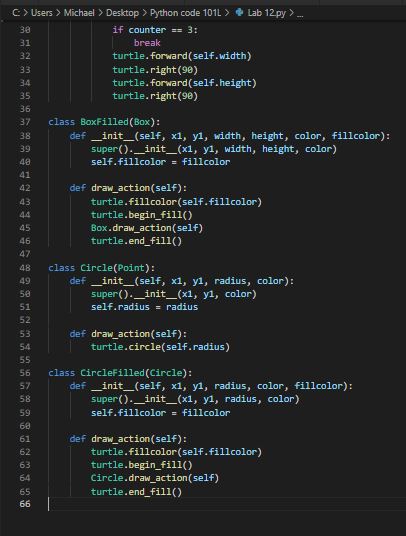 C: > Users > Michael > Desktop > Python code 101L > Lab 12.py > ...
30             if counter == 3:
31                 break
32             turtle.forward(self.width)
33             turtle.right(90)
34             turtle.forward(self.height)
35             turtle.right(90)
36
37 class BoxFilled(Box):
38     def __init__(self, x1, y1, width, height, color, fillcolor):
39         super().__init__(x1, y1, width, height, color)
40         self.fillcolor = fillcolor
41
42     def draw_action(self):
43         turtle.fillcolor(self.fillcolor)
44         turtle.begin_fill()
45         Box.draw_action(self)
46         turtle.end_fill()
47
48 class Circle(Point):
49     def __init__(self, x1, y1, radius, color):
50         super().__init__(x1, y1, color)
51         self.radius = radius
52
53     def draw_action(self):
54         turtle.circle(self.radius)
55
56 class CircleFilled(Circle):
57     def __init__(self, x1, y1, radius, color, fillcolor):
58         super().__init__(x1, y1, radius, color)
59         self.fillcolor = fillcolor
60
61     def draw_action(self):
62         turtle.fillcolor(self.fillcolor)
63         turtle.begin_fill()
64         Circle.draw_action(self)
65         turtle.end_fill()
66